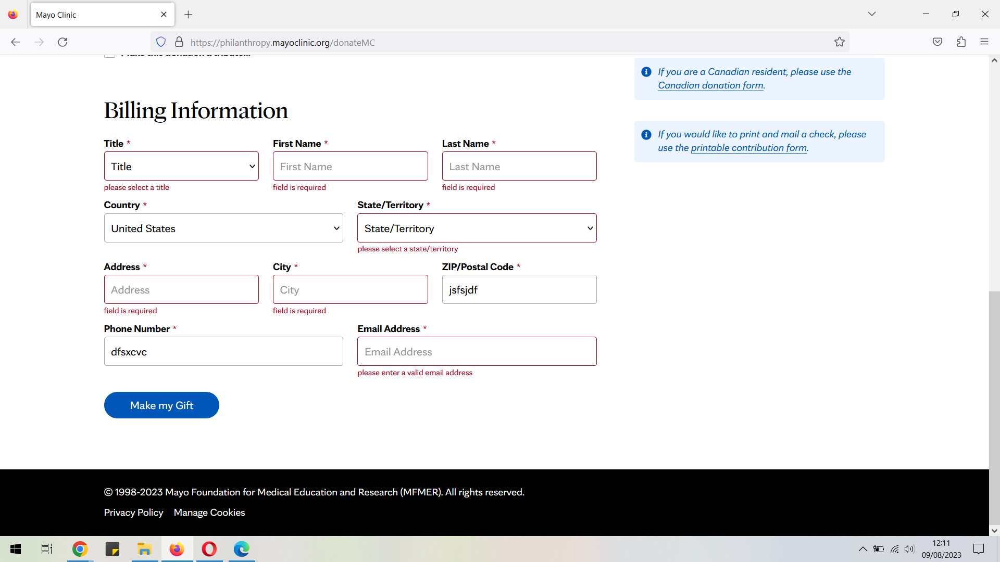 Mayo Clinic
https://philanthropy.mayoclinic.org/donateMC
If you are a Canadian resident, please use the
Canadian donation form.
If you would like to print and mail a check, please
use the printable contribution form.
Billing Information
Title * First Name * Last Name *
Title First Name Last Name
please select a title field is required field is required
Country * State/Territory *
United States State/Territory
please select a state/territory
Address * City * ZIP/Postal Code *
Address City jsfsjdf
field is required field is required
Phone Number * Email Address *
dfsxcvc Email Address
please enter a valid email address
Make my Gift
© 1998-2023 Mayo Foundation for Medical Education and Research (MFMER). All rights reserved.
Privacy Policy Manage Cookies
12:11
09/08/2023